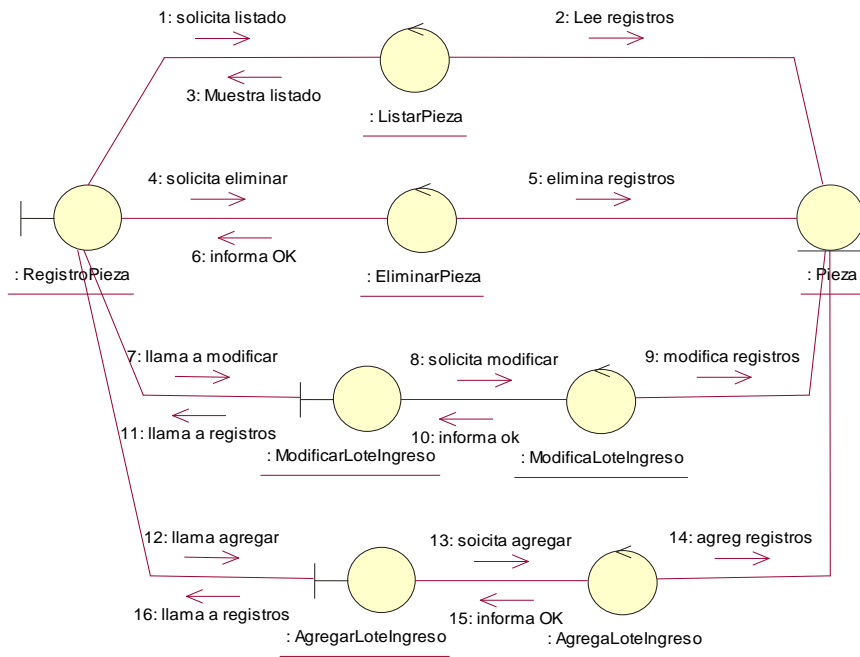 1: solicita listado
2: Lee registros
3: Muestra listado
: ListarPieza
4: solicita eliminar
5: elimina registros
6: informa OK
: RegistroPieza
: EliminarPieza
: Pieza
7: llama a modificar
8: solicita modificar
9: modifica registros
11: llama a registros
10: informa ok
: ModificarLoteIngreso
: ModificaLoteIngreso
12: llama agregar
13: soicita agregar
14: agreg registros
16: llama a registros
15: informa OK
: AgregarLoteIngreso
: AgregaLoteIngreso